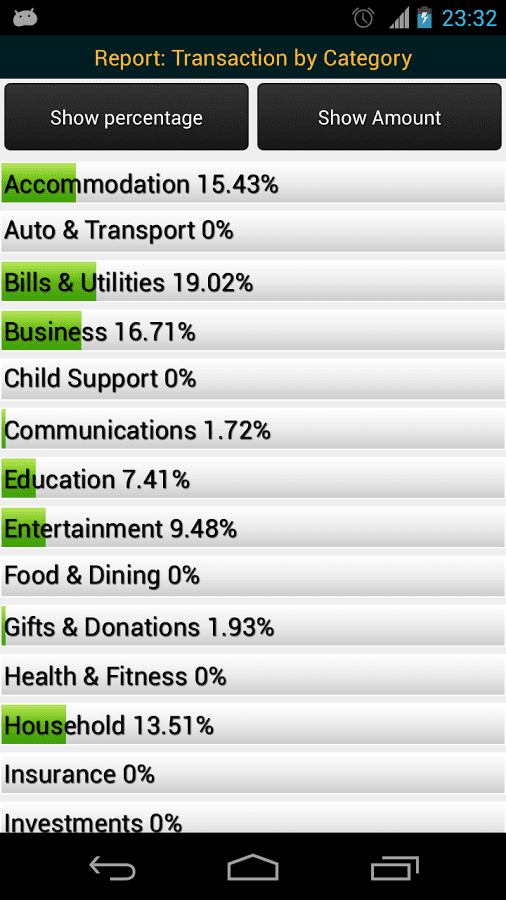 23:32
Report: Transaction by Category
Show percentage
Show Amount
Accommodation 15.43%
Auto & Transport 0%
Bills & Utilities 19.02%
Business 16.71%
Child Support 0%
Communications 1.72%
Education 7.41%
Entertainment 9.48%
Food & Dining 0%
Gifts & Donations 1.93%
Health & Fitness 0%
Household 13.51%
Insurance 0%
Investments 0%